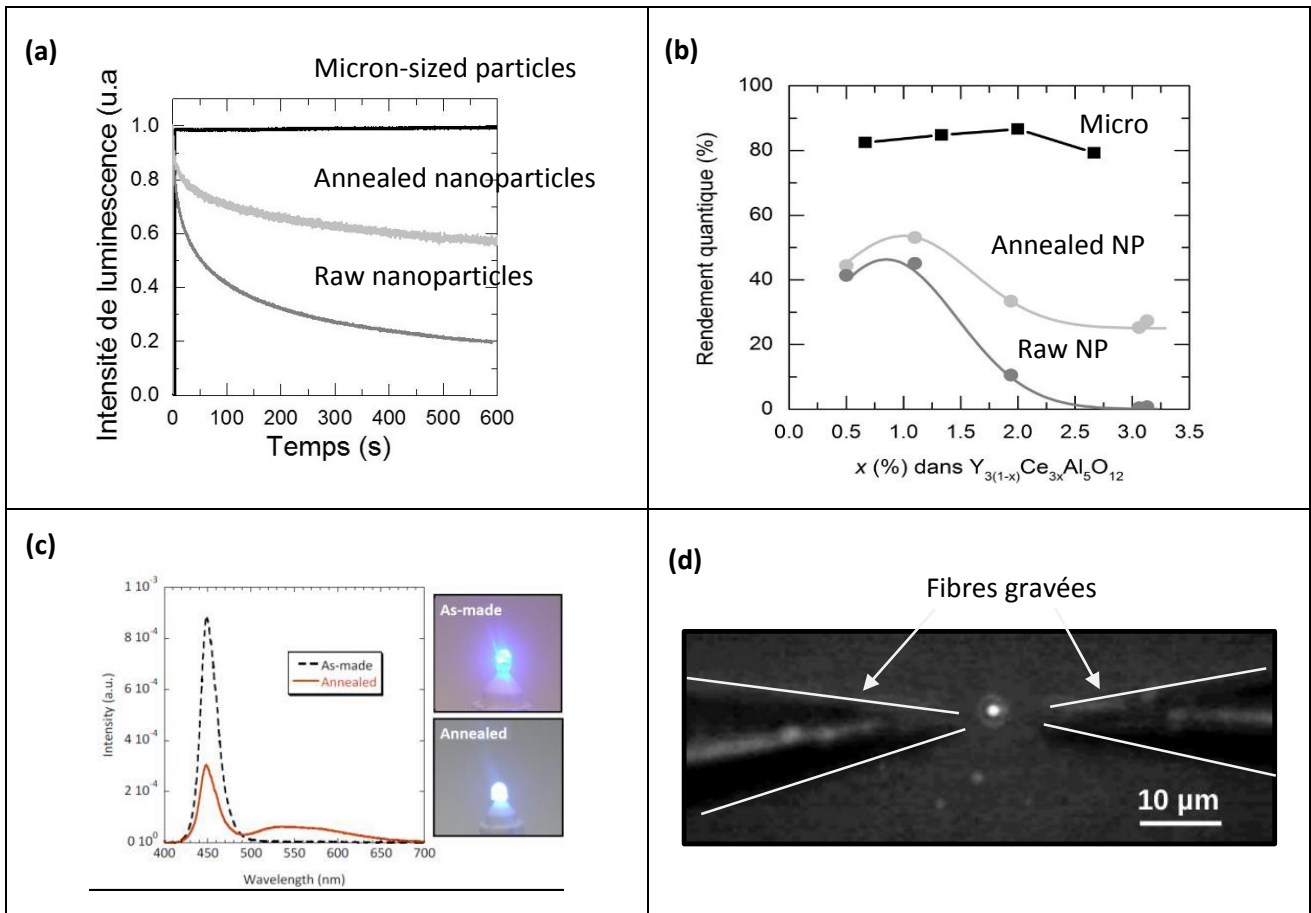 (a)
Micron-sized particles
Intensité de luminescence (u.a
1.0
Annealed nanoparticles
0.8
0.6
Raw nanoparticles
0.4
0.2
0.0
0 100 200 300 400 500 600
Temps (s)
(b)
Rendement quantique (%)
100
80
Micro
60
Annealed NP
40
20
Raw NP
0
0.0 0.5 1.0 1.5 2.0 2.5 3.0 3.5
x (%) dans Y3(1-x)Ce3xAl5O12
(c)
Intensity (a.u.)
1 10-3
8 10-4
6 10-4
4 10-4
2 10-4
0 100
As-made
Annealed
400 450 500 550 600 650 700
Wavelength (nm)
As-made
Annealed
(d)
Fibres gravées
10 µm